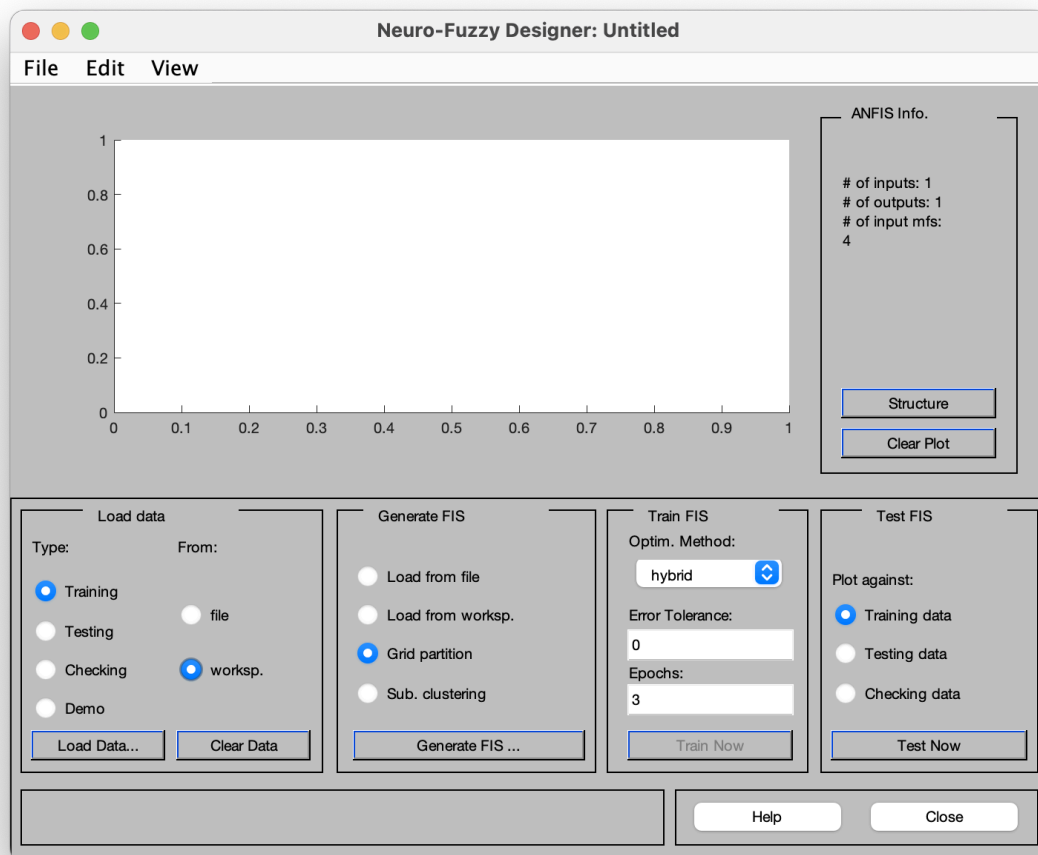 Neuro-Fuzzy Designer: Untitled
File Edit View
1
0.8
0.6
0.4
0.2
0
0 0.1 0.2 0.3 0.4 0.5 0.6 0.7 0.8 0.9 1
ANFIS Info.
# of inputs: 1
# of outputs: 1
# of input mfs:
4
Structure
Clear Plot
Load data
Type: From:
Training
file
Testing
Checking worksp.
Demo
Load Data... Clear Data
Generate FIS
Load from file
Load from worksp.
Grid partition
Sub. clustering
Generate FIS ...
Train FIS
Optim. Method:
hybrid
Error Tolerance:
0
Epochs:
3
Train Now
Test FIS
Plot against:
Training data
Testing data
Checking data
Test Now
Help Close